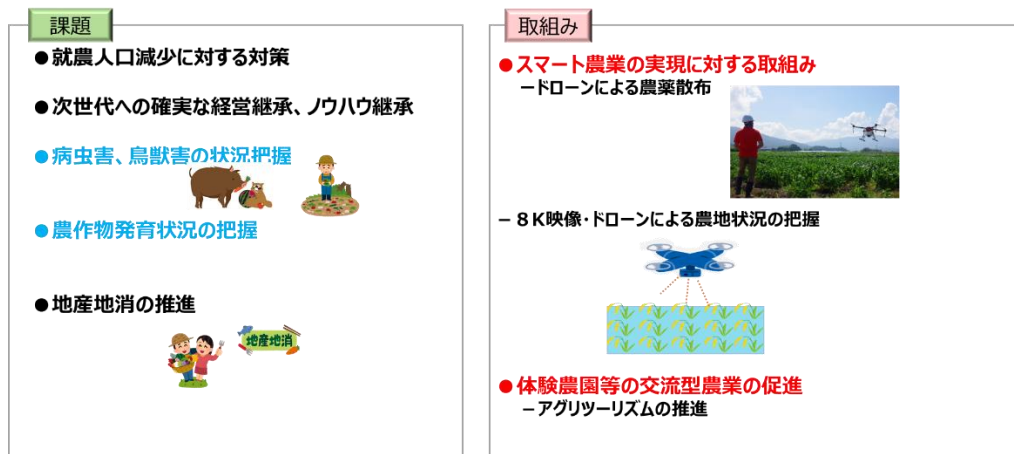 課題
●就農人口減少に対する対策
●次世代への確実な経営継承、ノウハウ継承
●病虫害、鳥獣害の状況把握
●農作物発育状況の把握
●地産地消の推進
地産地消
取組み
●スマート農業の実現に対する取組み
－ドローンによる農薬散布
－８K映像・ドローンによる農地状況の把握
●体験農園等の交流型農業の促進
－アグリツーリズムの推進